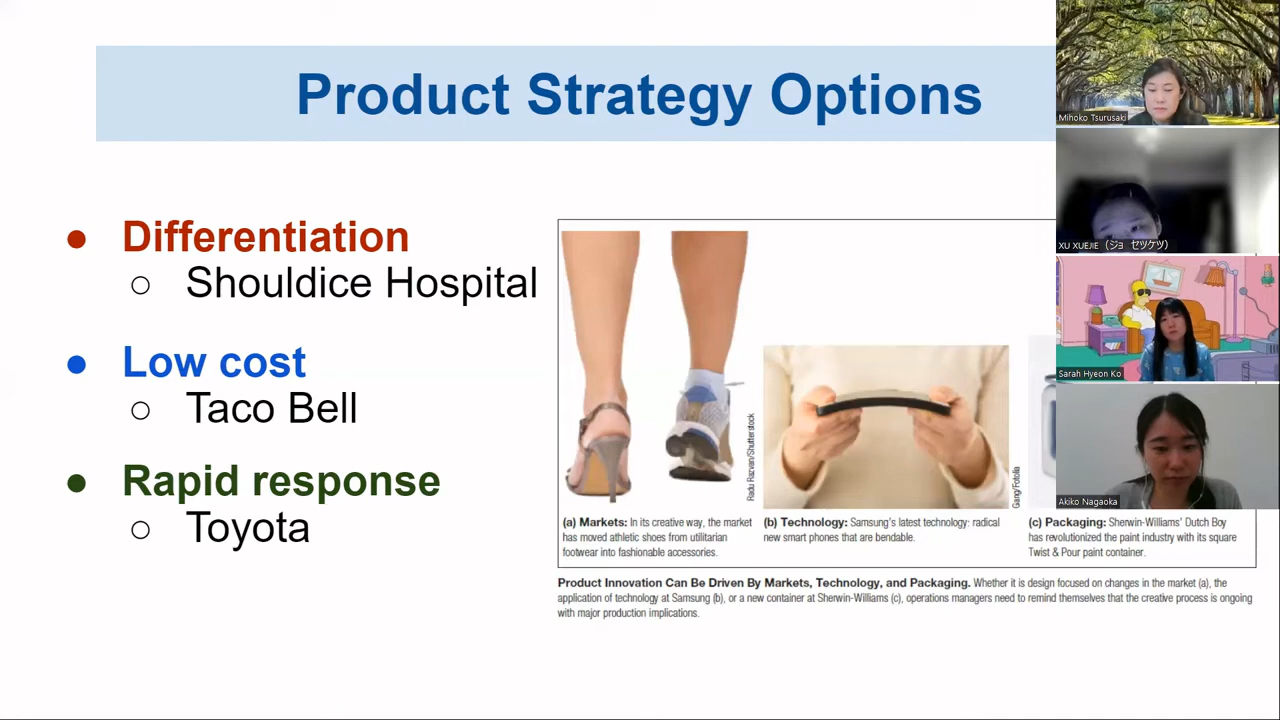 Product Strategy Options
● Differentiation
○ Shouldice Hospital
● Low cost
○ Taco Bell
● Rapid response
○ Toyota
Radu Razvan/Shutterstock
Gang/Fotolia
(a) Markets: In its creative way, the market
has moved athletic shoes from utilitarian
footwear into fashionable accessories.
(b) Technology: Samsung's latest technology: radical
new smart phones that are bendable.
(c) Packaging: Sherwin-Williams' Dutch Boy
has revolutionized the paint industry with its square
Twist & Pour paint container.
Product Innovation Can Be Driven By Markets, Technology, and Packaging. Whether it is design focused on changes in the market (a), the
application of technology at Samsung (b), or a new container at Sherwin-Williams (c), operations managers need to remind themselves that the creative process is ongoing
with major production implications.
Mihoko Tsurusaki
XU XUEJIE（ジョ セツケツ）
Sarah Hyeon Ko
Akiko Nagaoka